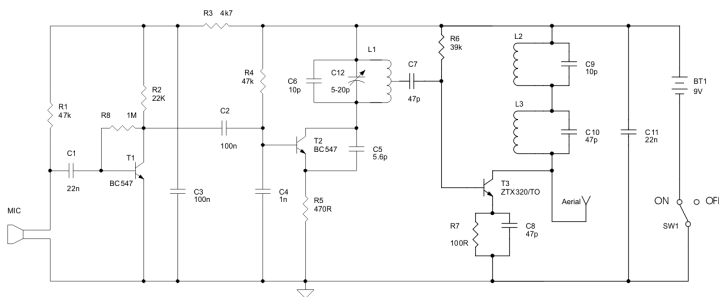 R3 4k7
L1
L2
R6
39k
C7
47p
C9
10p
BT1
9V
R1
47k
R2
22K
R4
47k
C6
10p
C12
5-20p
L3
R8 1M
C2
100n
T2
BC547
C5
5.6p
C10
47p
C11
22n
C1
22n
T1
BC547
C3
100n
C4
1n
R5
470R
T3
ZTX320/TO
Aerial
ON
OFF
SW1
MIC
R7
100R
C8
47p